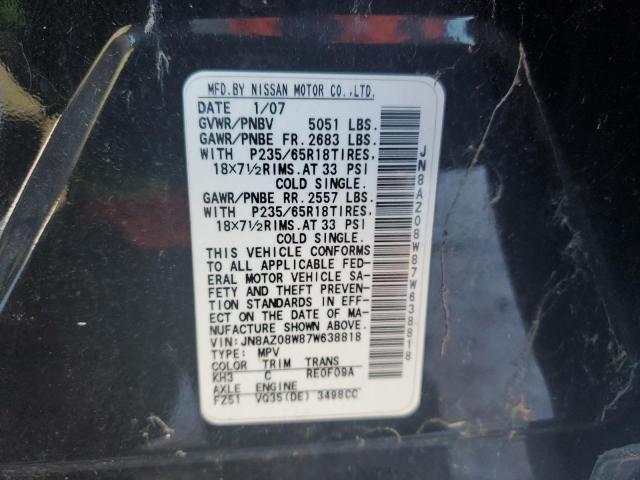 MFD.BY NISSAN MOTOR CO.,LTD.
DATE 1/07
GVWR/PNBV 5051 LBS.
GAWR/PNBE FR.2683 LBS.
WITH P235/65R18TIRES.
18×7½RIMS.AT 33 PSI
COLD SINGLE.
GAWR/PNBE RR.2557 LBS.
WITH P235/65R18TIRES.
18×7½RIMS.AT 33 PSI
COLD SINGLE.
THIS VEHICLE CONFORMS
TO ALL APPLICABLE FED-
ERAL MOTOR VEHICLE SA-
FETY AND THEFT PREVE-
NTION STANDARDS IN EFF-
ECT ON THE DATE OF MA-
NUFACTURE SHOWN ABOVE.
VIN:JN8AZ08W87W638818
TYPE: MPV
COLOR TRIM TRANS
KH3 C RE0F09A
AXLE ENGINE
FZ51 VQ35(DE) 3498CC
JN8AZ08W87W638818